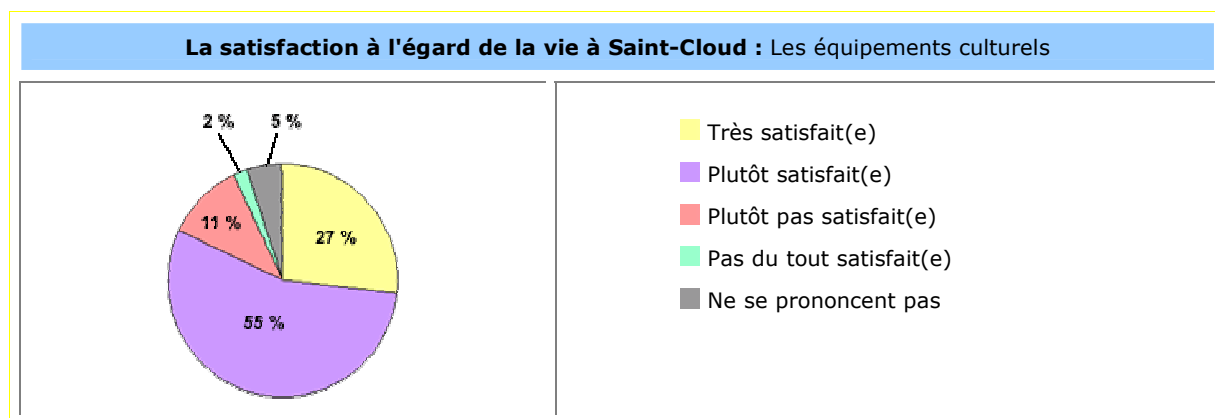 La satisfaction à l'égard de la vie à Saint-Cloud : Les équipements culturels
2 %
5 %
11 %
27 %
55 %
Très satisfait(e)
Plutôt satisfait(e)
Plutôt pas satisfait(e)
Pas du tout satisfait(e)
Ne se prononcent pas